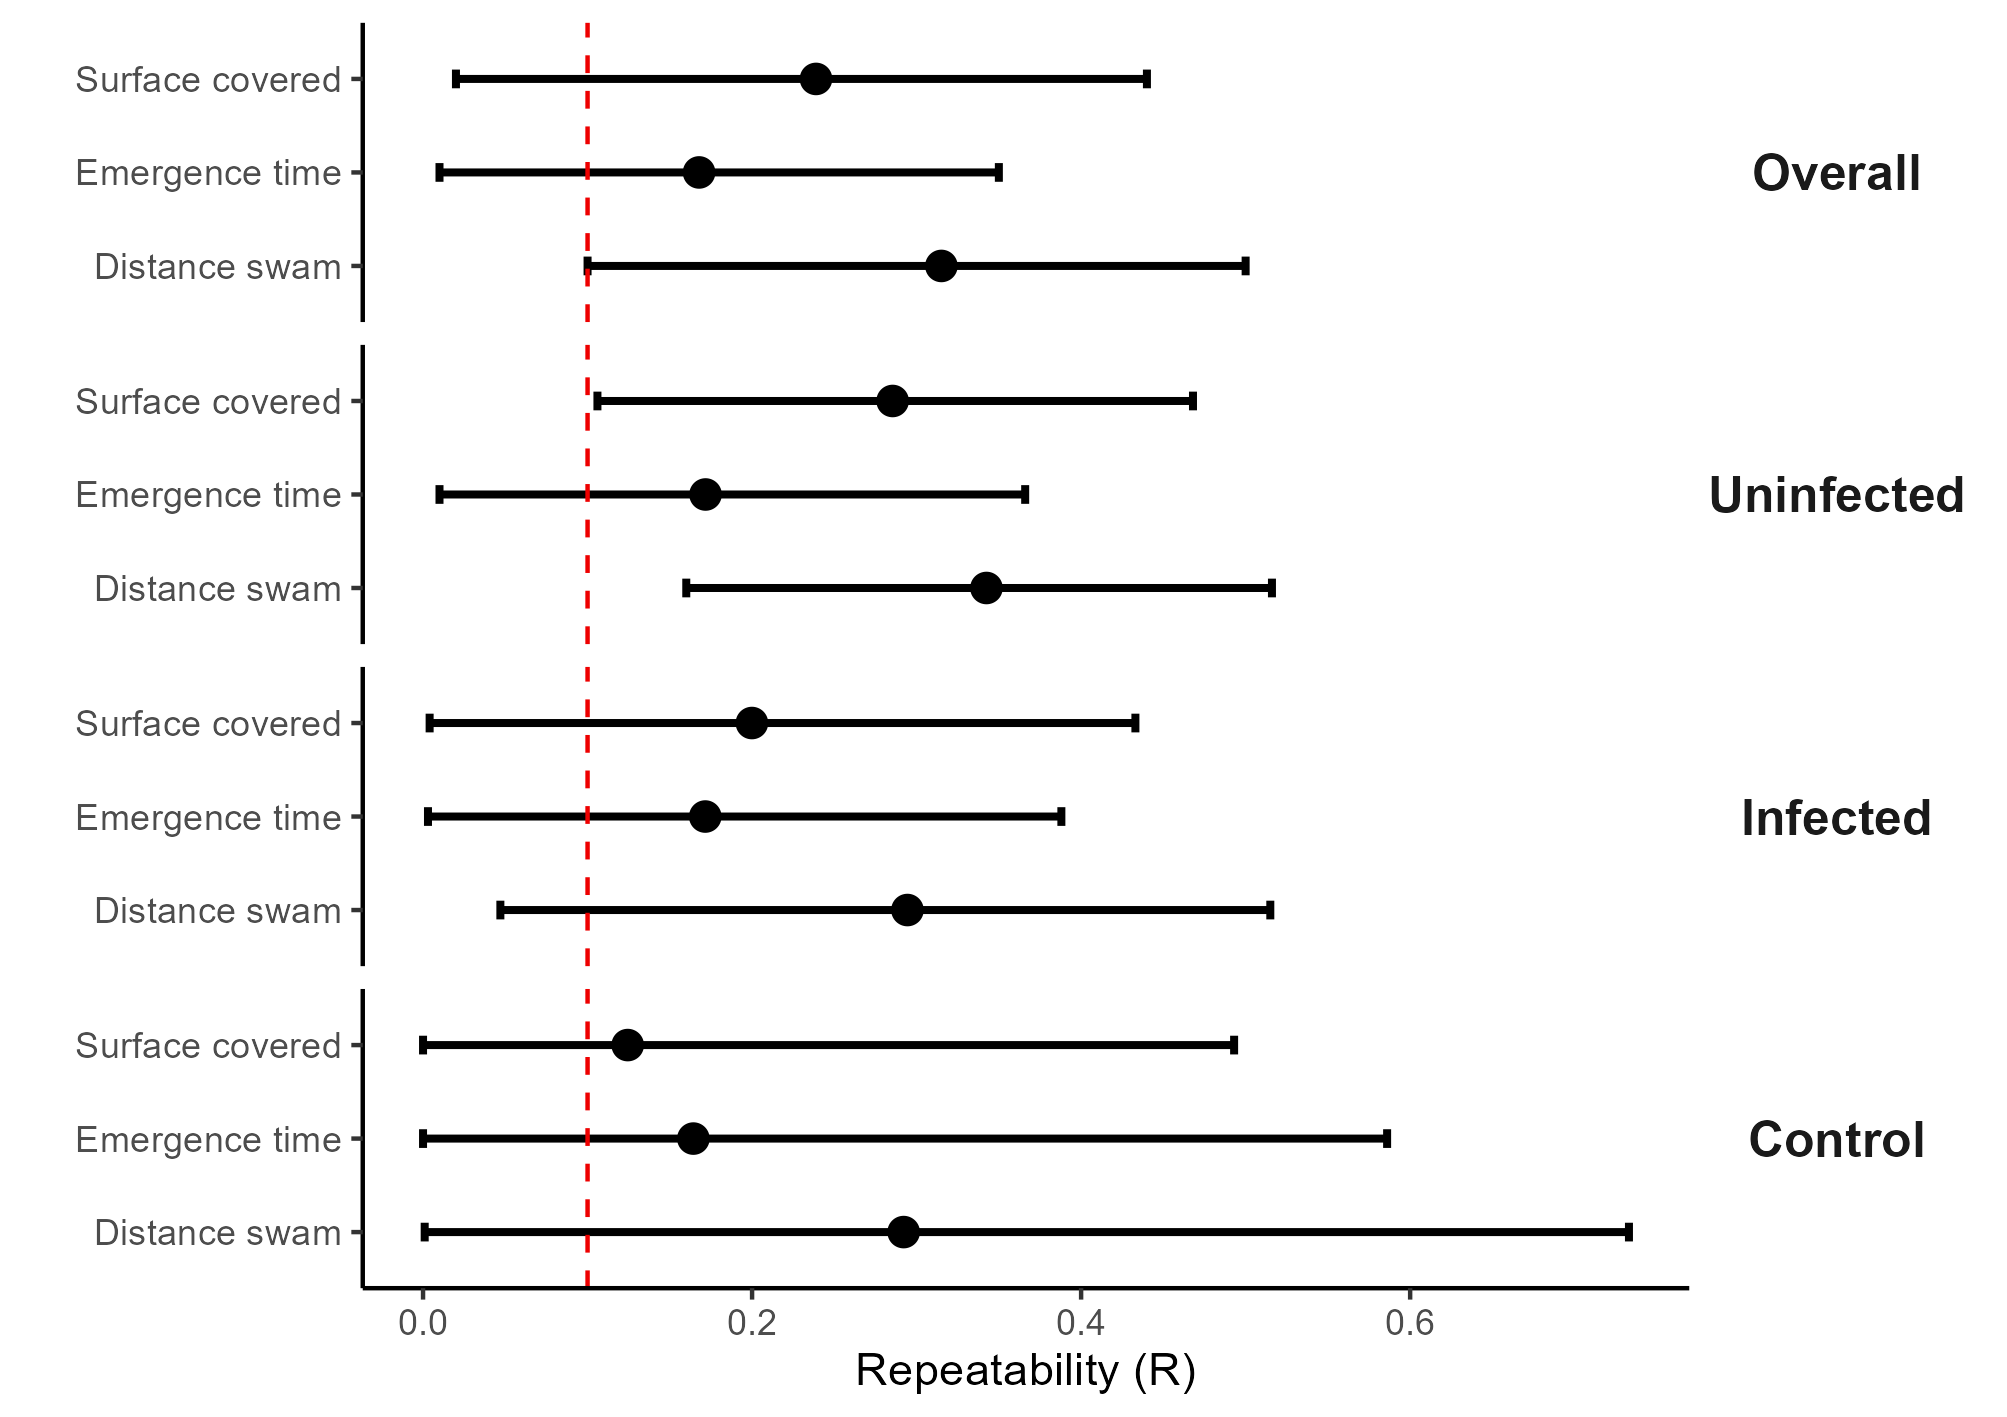 Surface covered
Emergence time
Distance swam
Overall
Surface covered
Emergence time
Distance swam
Uninfected
Surface covered
Emergence time
Distance swam
Infected
Surface covered
Emergence time
Distance swam
Control
0.0 0.2 0.4 0.6
Repeatability (R)